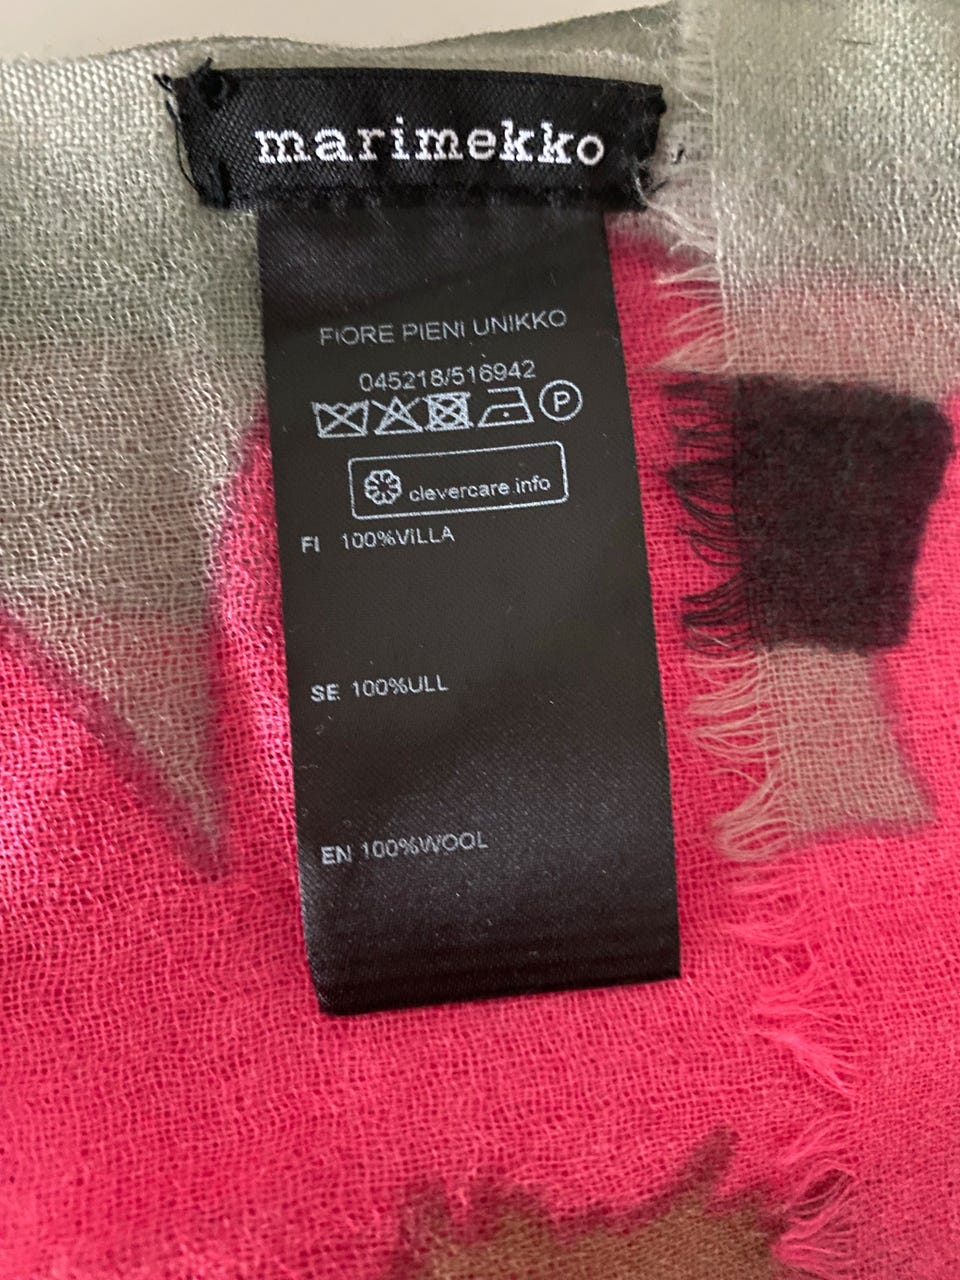 marimekko
FIORE PIENI UNIKKO
045218/516942
P
clevercare.info
FI 100%VILLA
SE 100%ULL
EN 100%WOOL